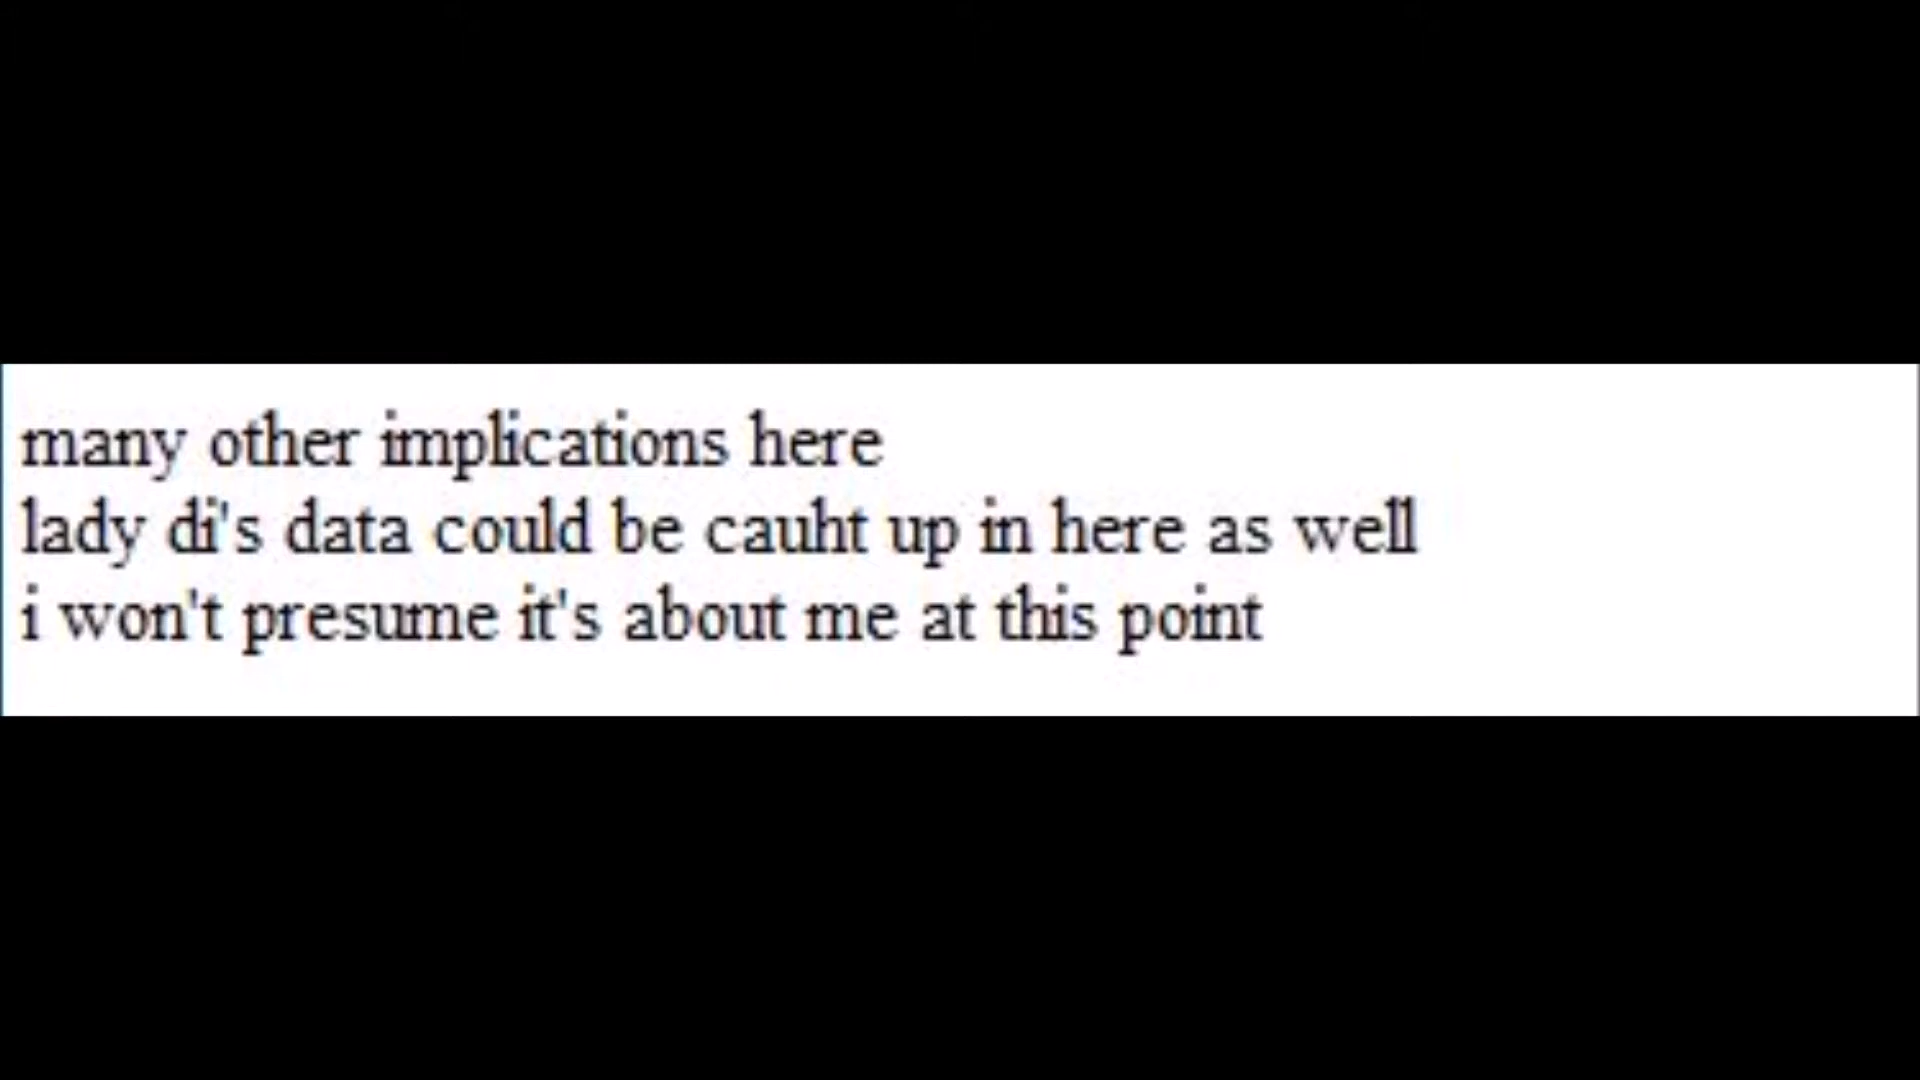 many other implications here
lady di's data could be cauht up in here as well
i won't presume it's about me at this point